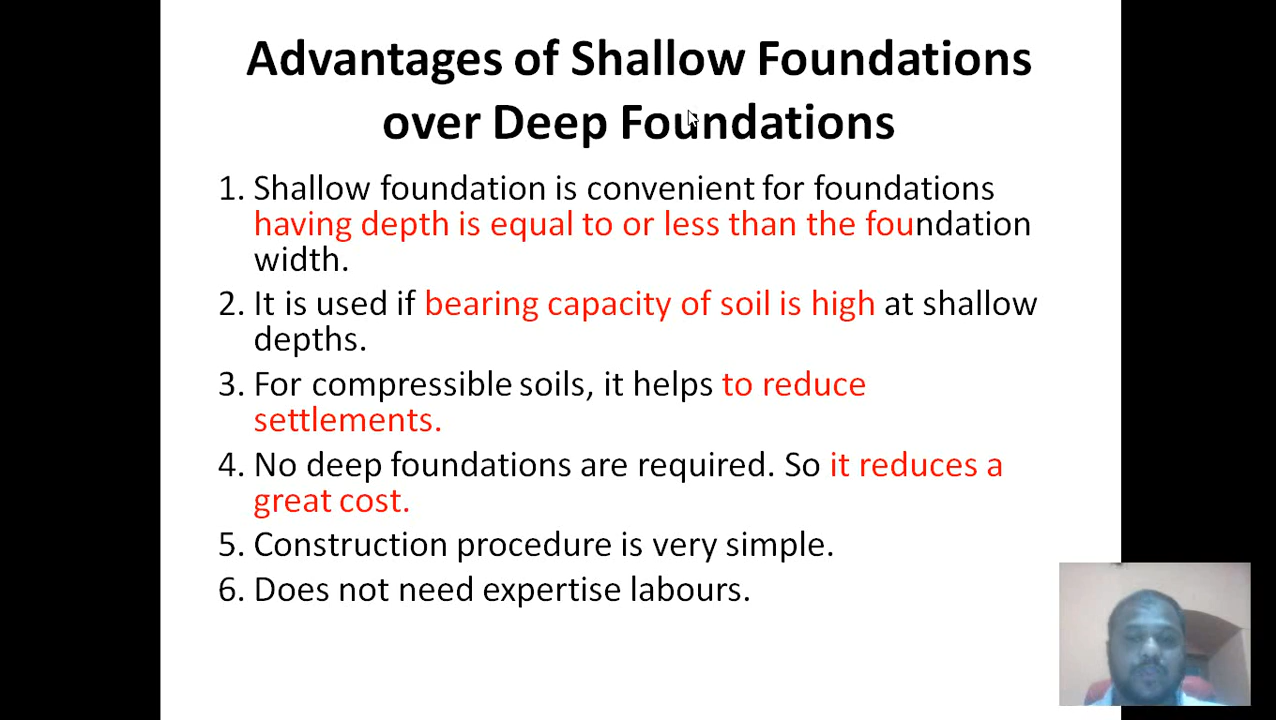 Advantages of Shallow Foundations
over Deep Foundations
1. Shallow foundation is convenient for foundations
having depth is equal to or less than the foundation
width.
2. It is used if bearing capacity of soil is high at shallow
depths.
3. For compressible soils, it helps to reduce
settlements.
4. No deep foundations are required. So it reduces a
great cost.
5. Construction procedure is very simple.
6. Does not need expertise labours.